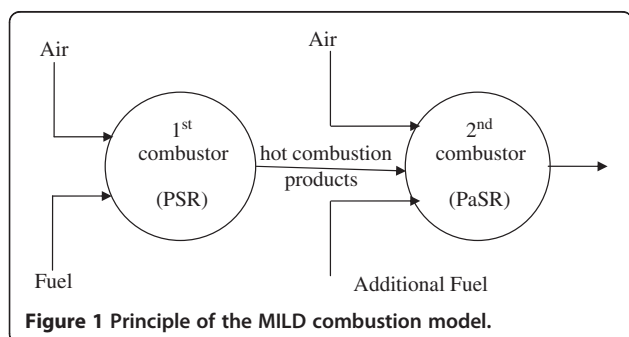 Air
Air
1st
combustor
(PSR)
hot combustion
products
2nd
combustor
(PaSR)
Fuel
Additional Fuel
Figure 1 Principle of the MILD combustion model.